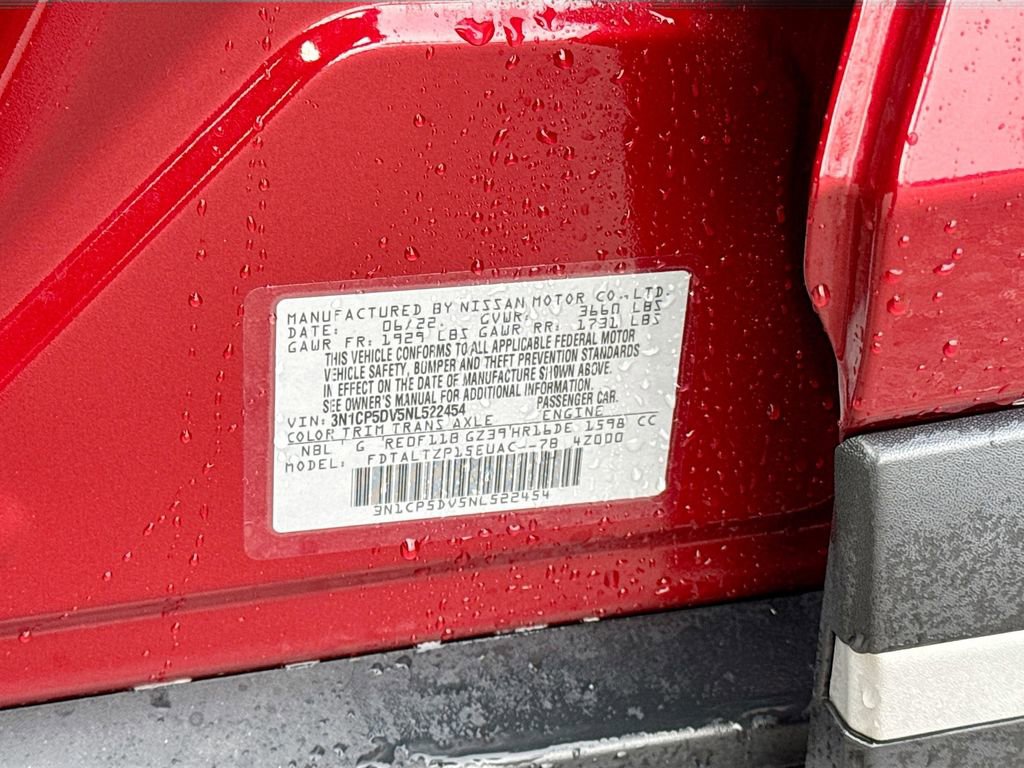 MANUFACTURED BY NISSAN MOTOR CO.,LTD.
DATE: 06/22. GVWR: 3660 LBS
GAWR FR: 1929 LBS GAWR RR: 1731 LBS
THIS VEHICLE CONFORMS TO ALL APPLICABLE FEDERAL MOTOR
VEHICLE SAFETY, BUMPER AND THEFT PREVENTION STANDARDS
IN EFFECT ON THE DATE OF MANUFACTURE SHOWN ABOVE.
SEE OWNER'S MANUAL FOR ADDITIONAL INFORMATION.
VIN: 3N1CP5DV5NL522454 PASSENGER CAR.
COLOR TRIM TRANS AXLE ENGINE
NBL G RE0F11B GZ39 HR16DE 1598 CC
MODEL: FDTALTZP15EUAC--78 4Z000
3N1CP5DV5NL522454